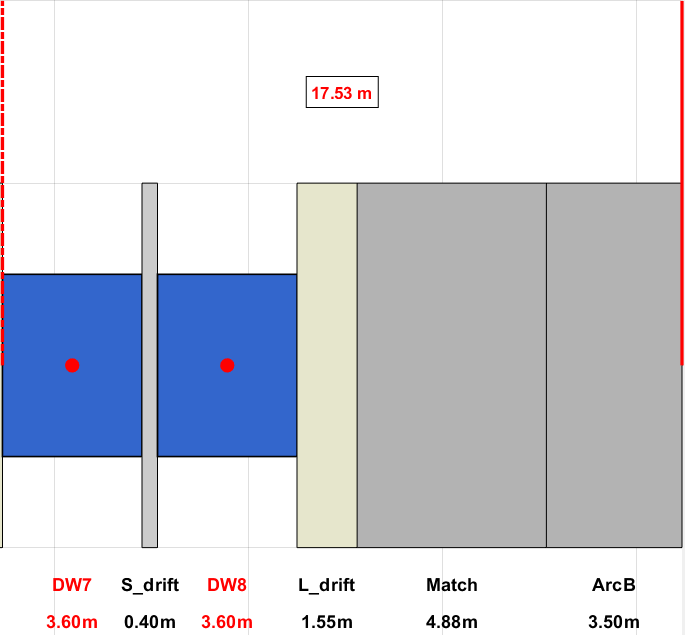 17.53 m
DW7 S_drift DW8 L_drift Match ArcB
3.60m 0.40m 3.60m 1.55m 4.88m 3.50m